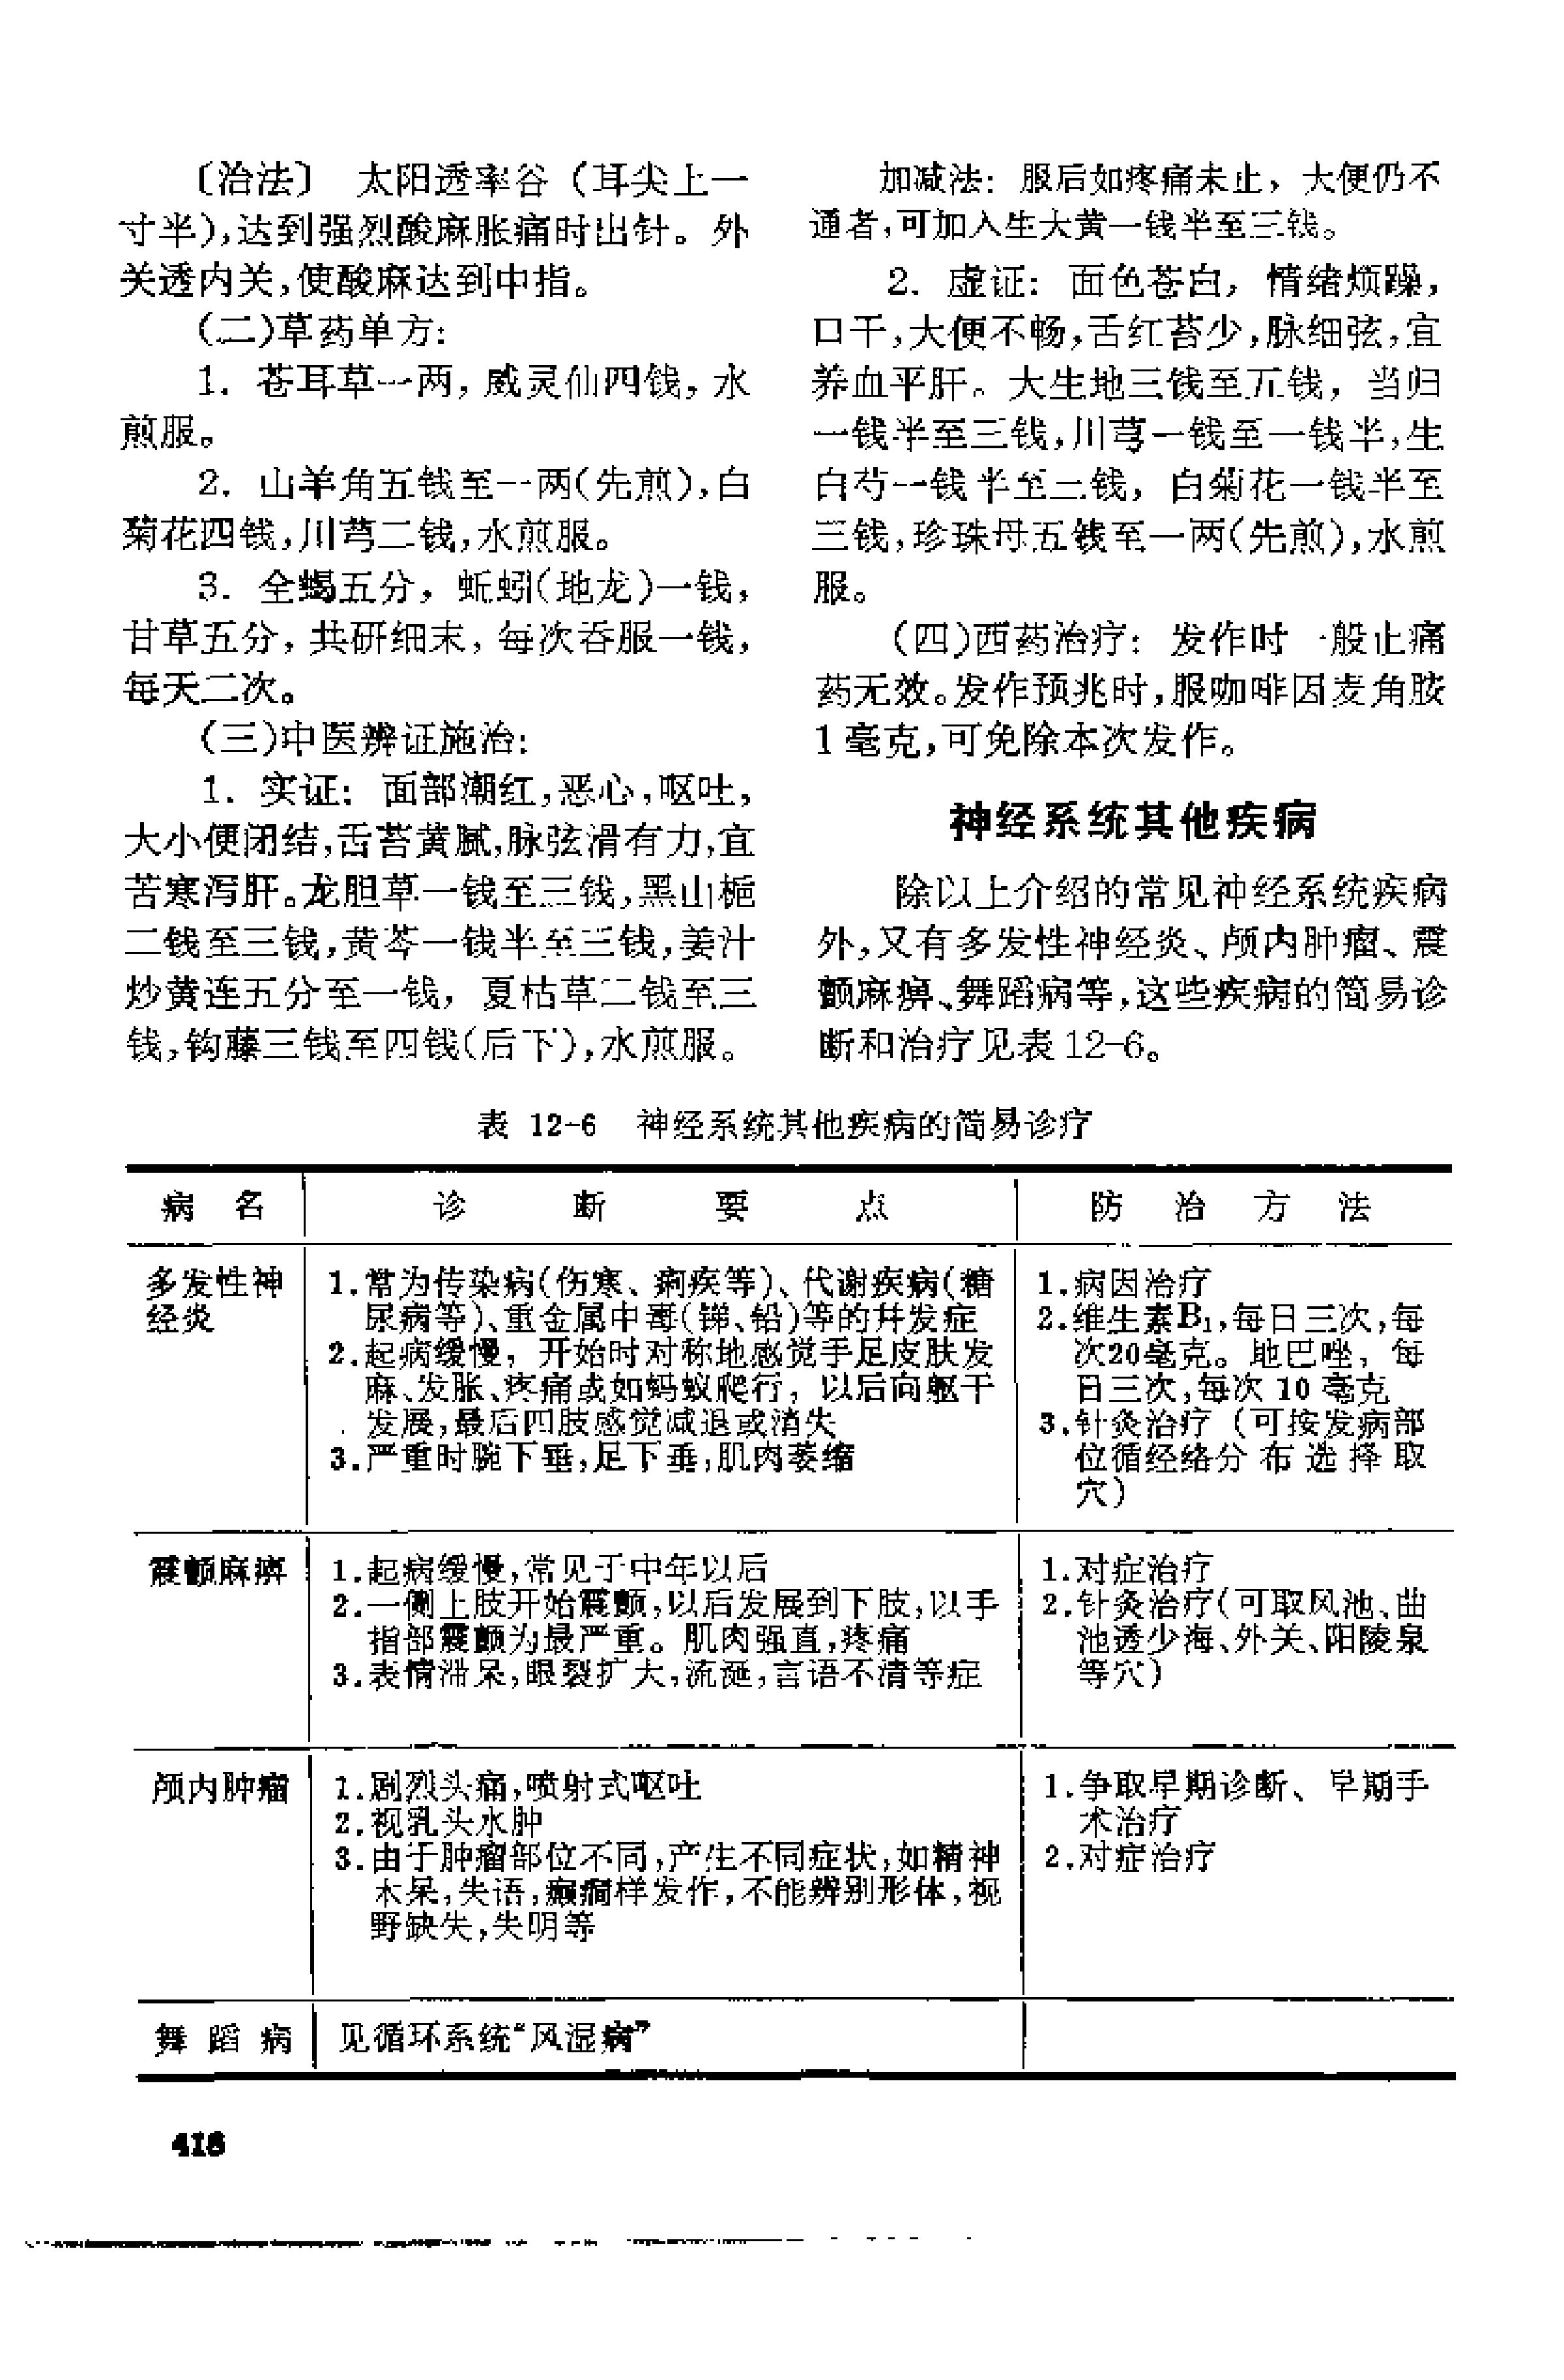 〔治法〕 太阳透率谷（耳尖上一
寸半），达到强烈酸麻胀痛时出针。外
关透内关，使酸麻达到中指。
（二）草药单方：
1. 苍耳草一两，威灵仙四钱，水
煎服。
2. 山羊角五钱至一两（先煎），白
菊花四钱，川芎二钱，水煎服。
3. 全蝎五分，蚯蚓（地龙）一钱，
甘草五分，共研细末，每次吞服一钱，
每天二次。
（三）中医辨证施治：
1. 实证：面部潮红，恶心，呕吐，
大小便闭结，舌苔黄腻，脉弦滑有力，宜
苦寒泻肝。龙胆草一钱至三钱，黑山栀
二钱至三钱，黄芩一钱半至三钱，姜汁
炒黄连五分至一钱，夏枯草二钱至三
钱，钩藤三钱至四钱（后下），水煎服。
加减法：服后如疼痛未止，大便仍不
通者，可加入生大黄一钱半至三钱。
2. 虚证：面色苍白，情绪烦躁，
口干，大便不畅，舌红苔少，脉细弦，宜
养血平肝。大生地三钱至五钱，当归
一钱半至三钱，川芎一钱至一钱半，生
白芍一钱半至三钱，白菊花一钱半至
三钱，珍珠母五钱至一两（先煎），水煎
服。
（四）西药治疗：发作时一般止痛
药无效。发作预兆时，服咖啡因麦角胺
1毫克，可免除本次发作。
神经系统其他疾病
除以上介绍的常见神经系统疾病
外，又有多发性神经炎、颅内肿瘤、震
颤麻痹、舞蹈病等，这些疾病的简易诊
断和治疗见表12-6。
表 12-6 神经系统其他疾病的简易诊疗
病名 诊断要点 防治方法
多发性神
经炎
1.常为传染病（伤寒、痢疾等）、代谢疾病（糖
尿病等）、重金属中毒（锑、铅）等的并发症
2.起病缓慢，开始时对称地感觉手足皮肤发
麻、发胀、疼痛或如蚂蚁爬行，以后向躯干
发展，最后四肢感觉减退或消失
3.严重时腕下垂，足下垂，肌肉萎缩
1.病因治疗
2.维生素B₁，每日三次，每
次20毫克。地巴唑，每
日三次，每次10毫克
3.针灸治疗（可按发病部
位循经络分布选择取
穴）
震颤麻痹
1.起病缓慢，常见于中年以后
2.一侧上肢开始震颤，以后发展到下肢，以手
指部震颤为最严重。肌肉强直，疼痛
3.表情滞呆，眼裂扩大，流涎，言语不清等症
1.对症治疗
2.针灸治疗（可取风池、曲
池透少海、外关、阳陵泉
等穴）
颅内肿瘤
1.剧烈头痛，喷射式呕吐
2.视乳头水肿
3.由于肿瘤部位不同，产生不同症状，如精神
木呆，失语，癫痫样发作，不能辨别形体，视
野缺失，失明等
1.争取早期诊断、早期手
术治疗
2.对症治疗
舞蹈病 见循环系统“风湿病”
418